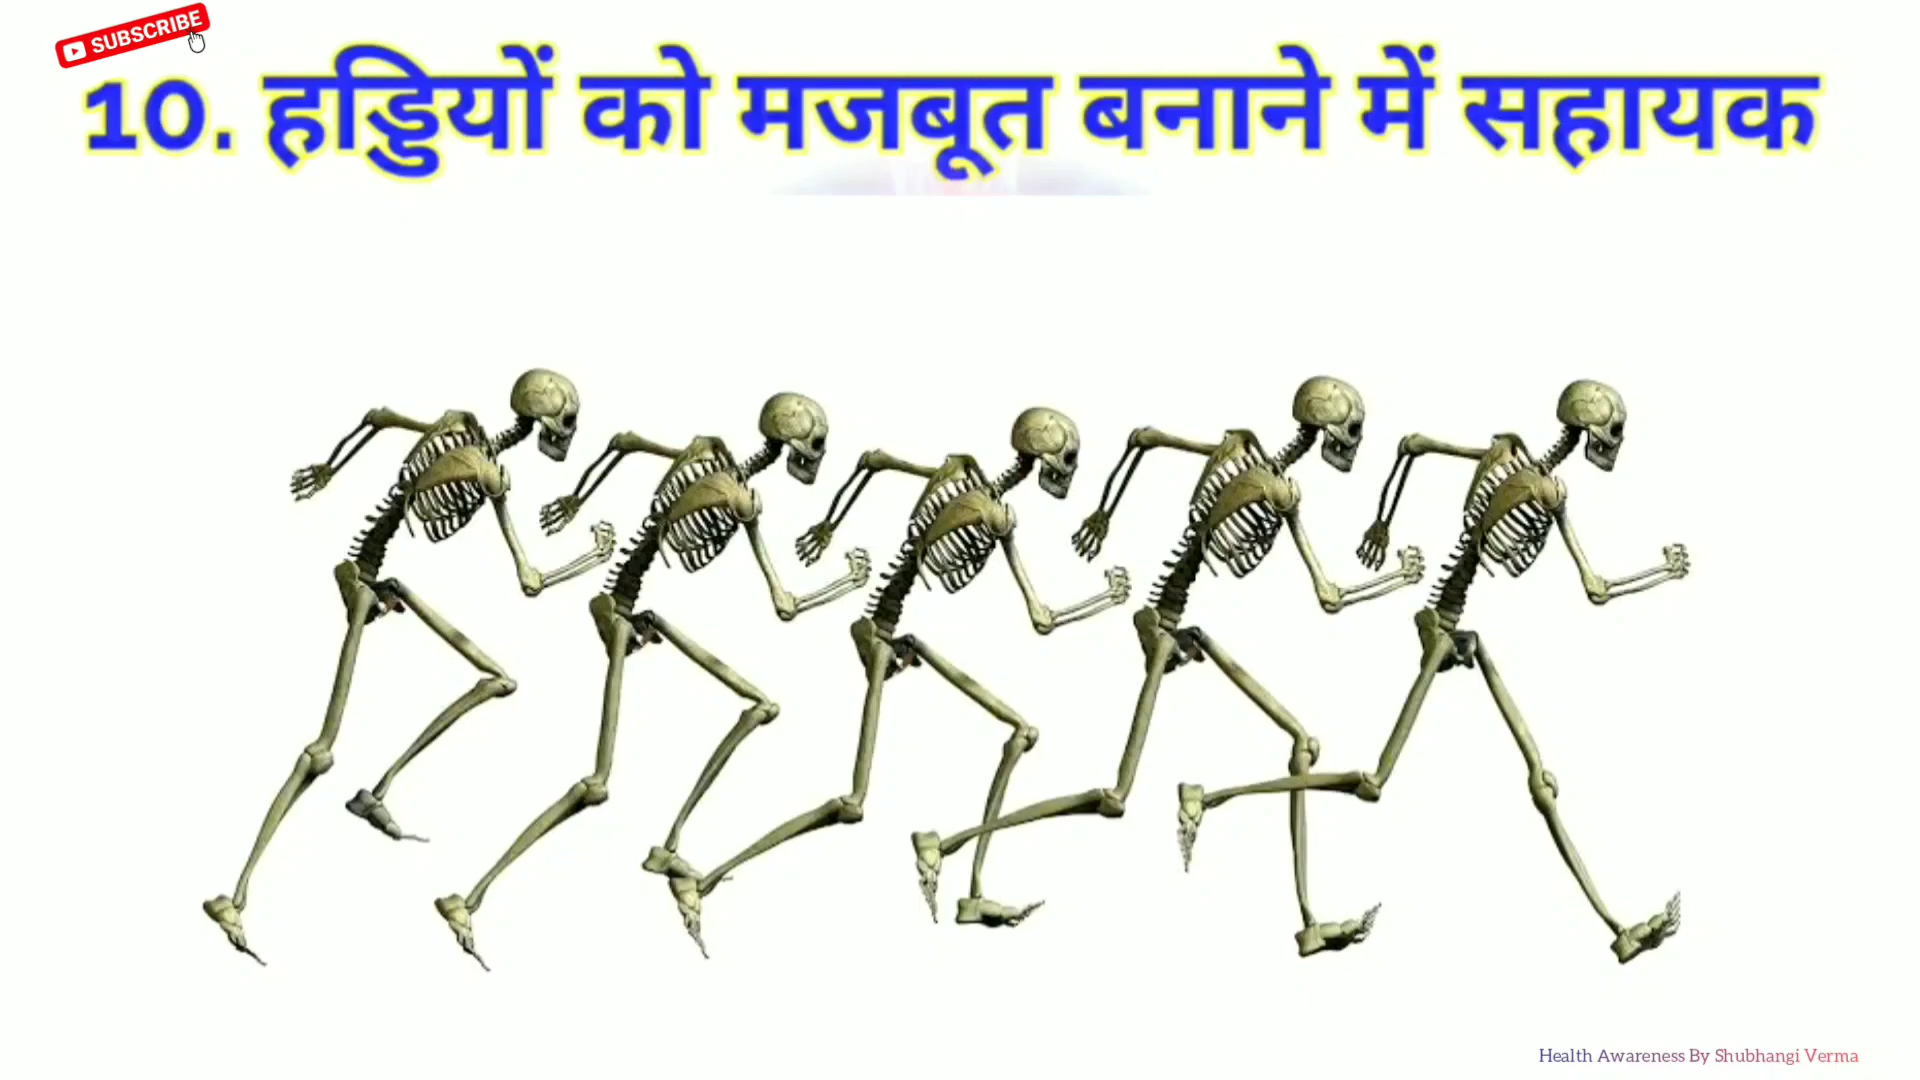 SUBSCRIBE
10. हड्डियों को मजबूत बनाने में सहायक
Health Awareness By Shubhangi Verma